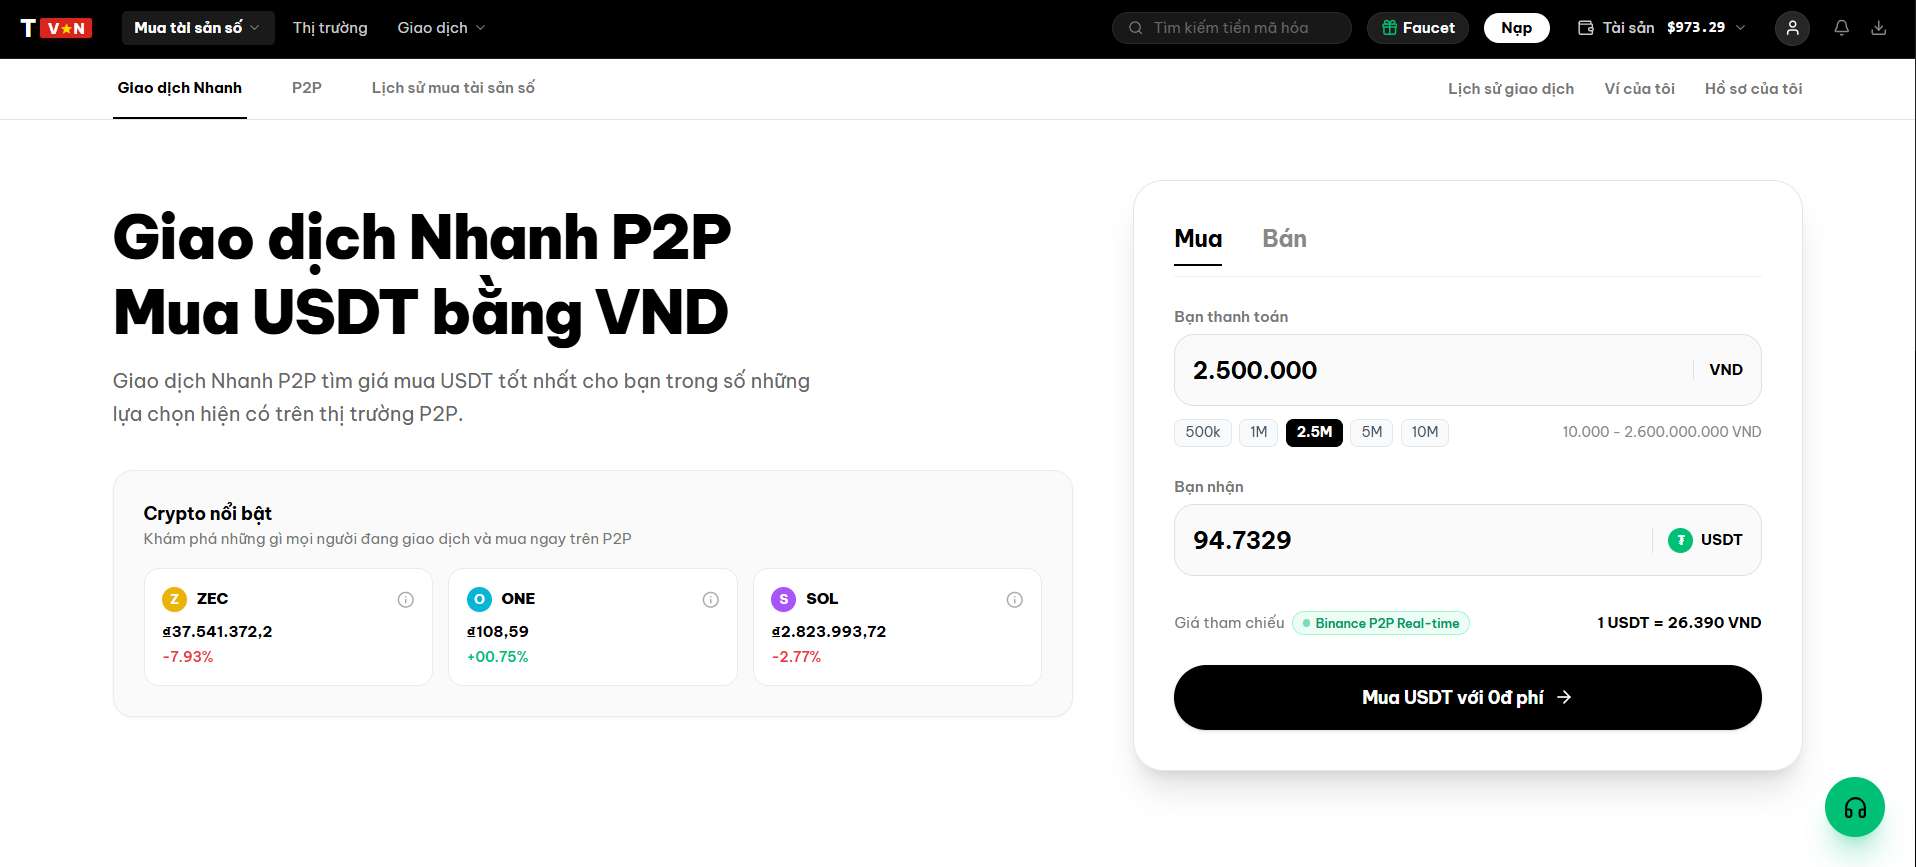 T V★N
Mua tài sản số
Thị trường
Giao dịch
Tìm kiếm tiền mã hóa
Faucet
Nạp
Tài sản $973.29
Giao dịch Nhanh
P2P
Lịch sử mua tài sản số
Lịch sử giao dịch
Ví của tôi
Hồ sơ của tôi
Giao dịch Nhanh P2P
Mua USDT bằng VND
Giao dịch Nhanh P2P tìm giá mua USDT tốt nhất cho bạn trong số những
lựa chọn hiện có trên thị trường P2P.
Crypto nổi bật
Khám phá những gì mọi người đang giao dịch và mua ngay trên P2P
Z ZEC
₫37.541.372,2
-7.93%
O ONE
₫108,59
+00.75%
S SOL
₫2.823.993,72
-2.77%
Mua
Bán
Bạn thanh toán
2.500.000 VND
500k 1M 2.5M 5M 10M 10.000 - 2.600.000.000 VND
Bạn nhận
94.7329 ₮ USDT
Giá tham chiếu Binance P2P Real-time 1 USDT = 26.390 VND
Mua USDT với 0đ phí →